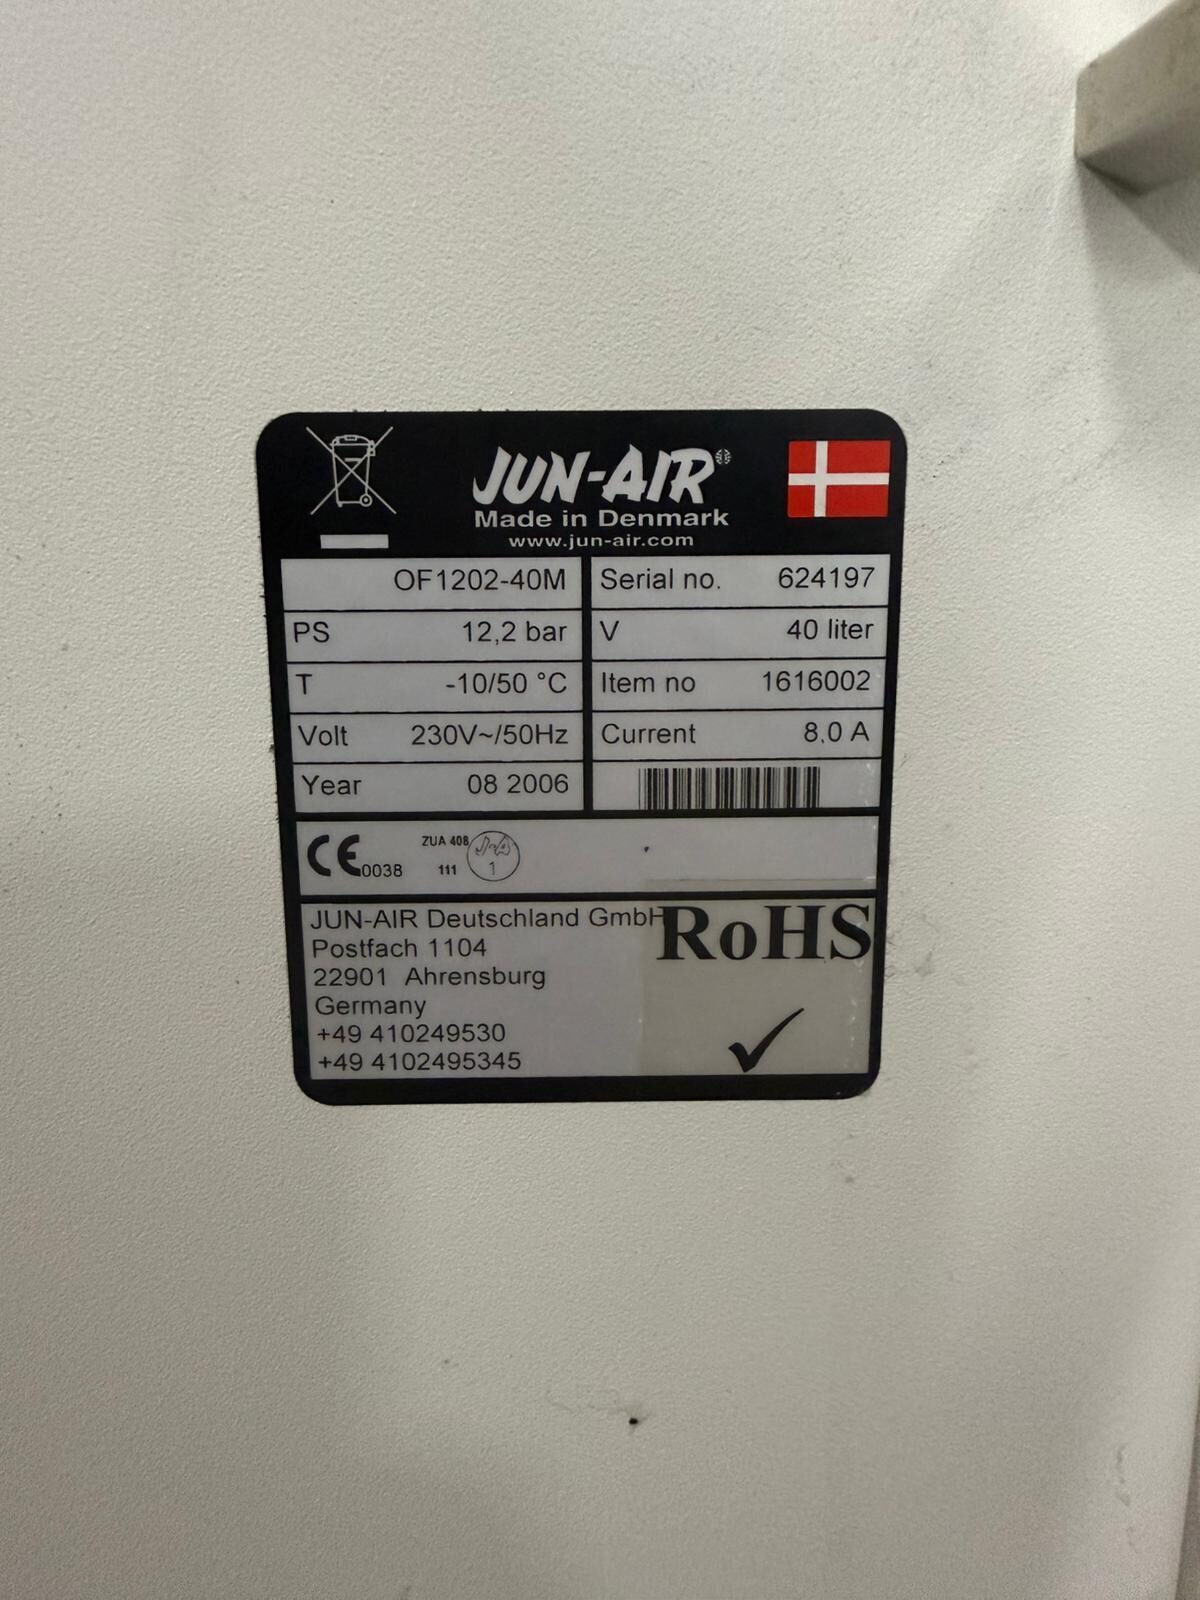 JUN-AIR®
Made in Denmark
www.jun-air.com
OF1202-40M Serial no. 624197
PS 12,2 bar V 40 liter
T -10/50 °C Item no 1616002
Volt 230V~/50Hz Current 8.0 A
Year 08 2006
CE 0038 ZUA 408 J-A
111 1
JUN-AIR Deutschland GmbH RoHS
Postfach 1104
22901 Ahrensburg
Germany
+49 410249530
+49 4102495345